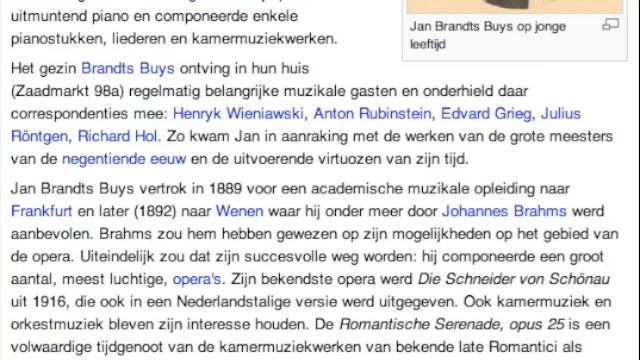 uitmuntend piano en componeerde enkele
pianostukken, liederen en kamermuziekwerken.
Jan Brandts Buys op jonge
leeftijd
Het gezin Brandts Buys ontving in hun huis
(Zaadmarkt 98a) regelmatig belangrijke muzikale gasten en onderhield daar
correspondenties mee: Henryk Wieniawski, Anton Rubinstein, Edvard Grieg, Julius
Röntgen, Richard Hol. Zo kwam Jan in aanraking met de werken van de grote meesters
van de negentiende eeuw en de uitvoerende virtuozen van zijn tijd.
Jan Brandts Buys vertrok in 1889 voor een academische muzikale opleiding naar
Frankfurt en later (1892) naar Wenen waar hij onder meer door Johannes Brahms werd
aanbevolen. Brahms zou hem hebben gewezen op zijn mogelijkheden op het gebied van
de opera. Uiteindelijk zou dat zijn succesvolle weg worden: hij componeerde een groot
aantal, meest luchtige, opera's. Zijn bekendste opera werd Die Schneider von Schönau
uit 1916, die ook in een Nederlandstalige versie werd uitgegeven. Ook kamermuziek en
orkestmuziek bleven zijn interesse houden. De Romantische Serenade, opus 25 is een
volwaardige tijdgenoot van de kamermuziekwerken van bekende late Romantici als